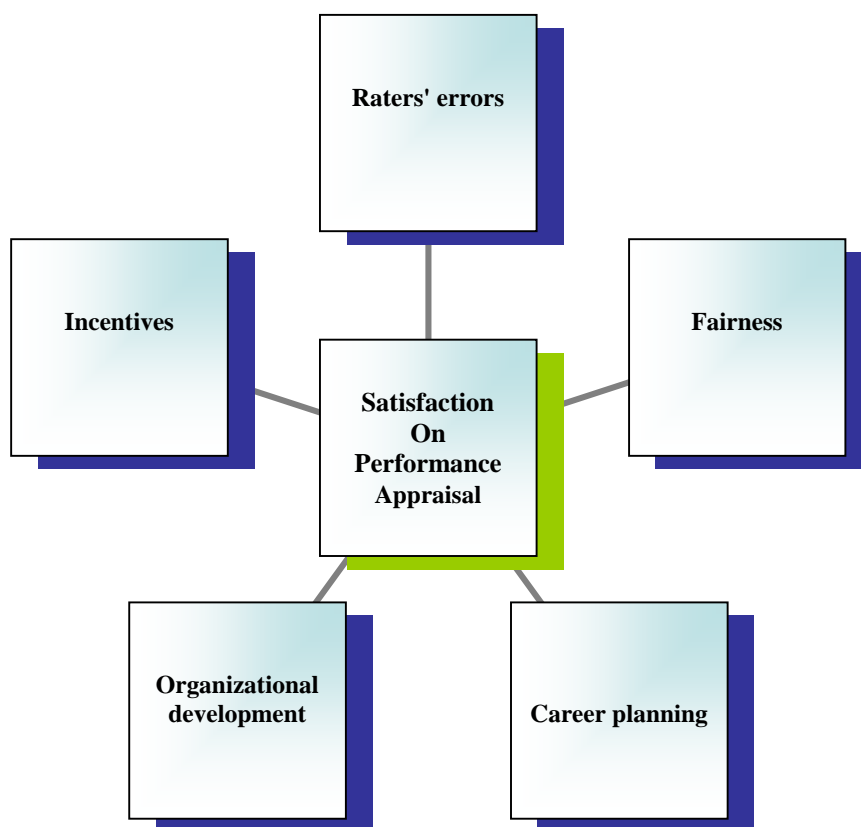 Raters' errors
Incentives
Fairness
Satisfaction
On
Performance
Appraisal
Organizational
development
Career planning